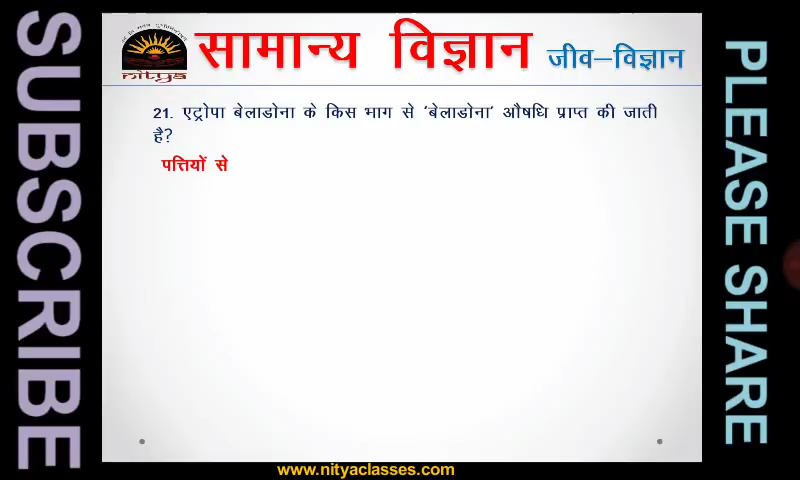 SUBSCRIBE
nitya
सामान्य विज्ञान जीव-विज्ञान
21. एट्रोपा बेलाडोना के किस भाग से 'बेलाडोना' औषधि प्राप्त की जाती
है?
पत्तियों से
PLEASE SHARE
www.nityaclasses.com